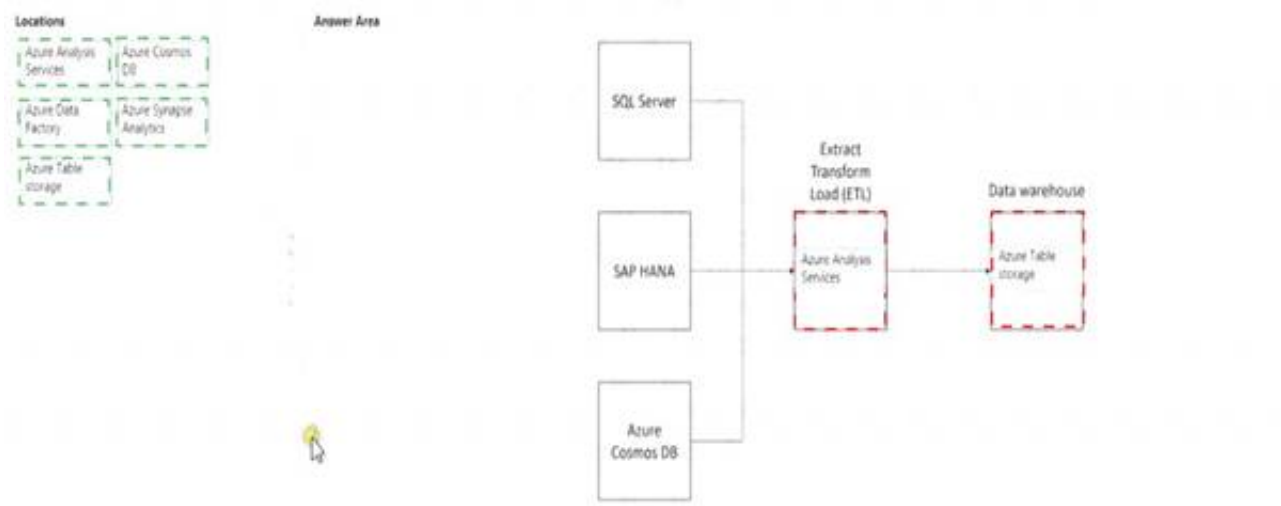 Locations
Answer Area
Azure Analysis
Services
Azure Cosmos
DB
Azure Data
Factory
Azure Synapse
Analytics
Azure Table
storage
SQL Server
SAP HANA
Azure
Cosmos DB
Extract
Transform
Load (ETL)
Azure Analysis
Services
Data warehouse
Azure Table
storage